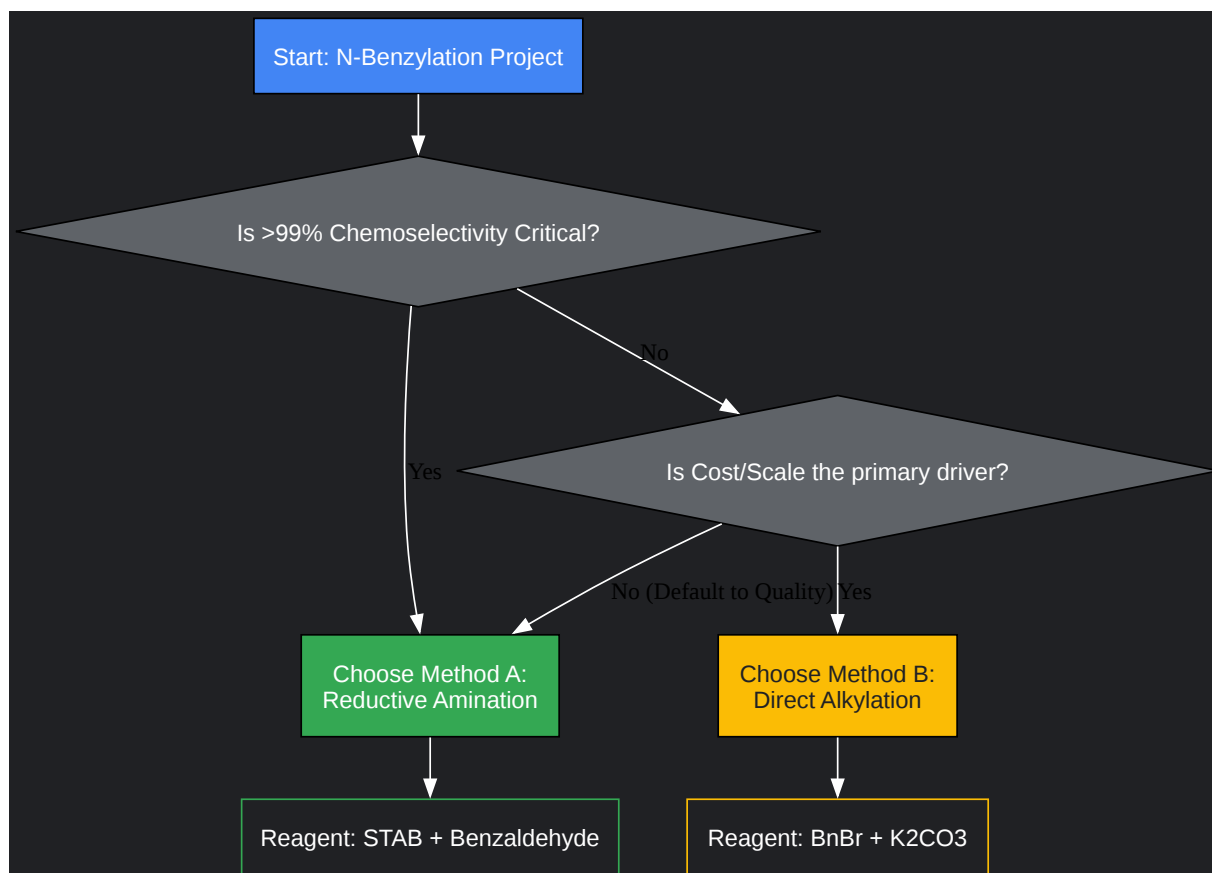 Start: N-Benzylation Project
Is >99% Chemoselectivity Critical?
No
Yes
Is Cost/Scale the primary driver?
No (Default to Quality)
Yes
Choose Method A:
Reductive Amination
Choose Method B:
Direct Alkylation
Reagent: STAB + Benzaldehyde
Reagent: BnBr + K2CO3